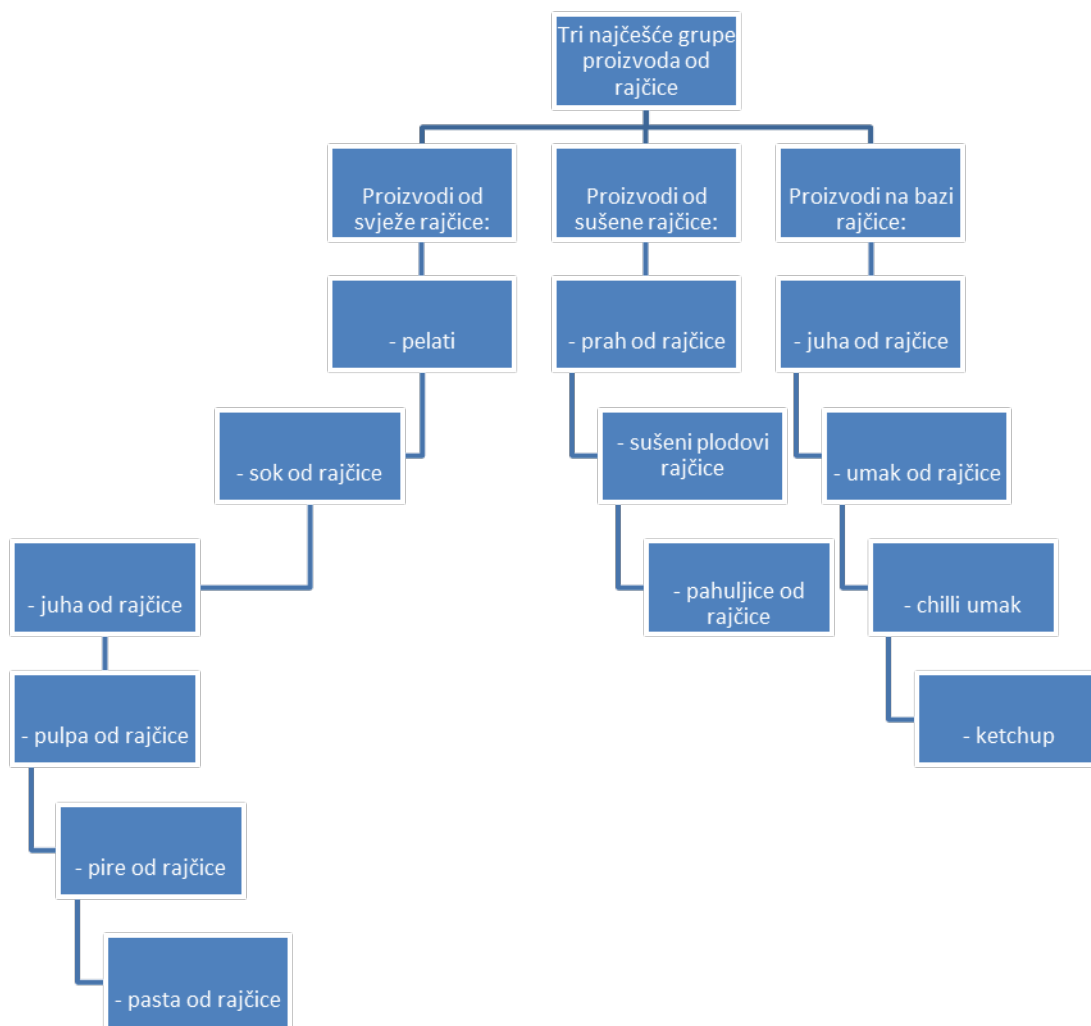 Tri najčešće grupe
proizvoda od
rajčice
Proizvodi od
svježe rajčice:
- pelati
- sok od rajčice
- juha od rajčice
- pulpa od rajčice
- pire od rajčice
- pasta od rajčice
Proizvodi od
sušene rajčice:
- prah od rajčice
- sušeni plodovi
rajčice
- pahuljice od
rajčice
Proizvodi na bazi
rajčice:
- juha od rajčice
- umak od rajčice
- chilli umak
- ketchup